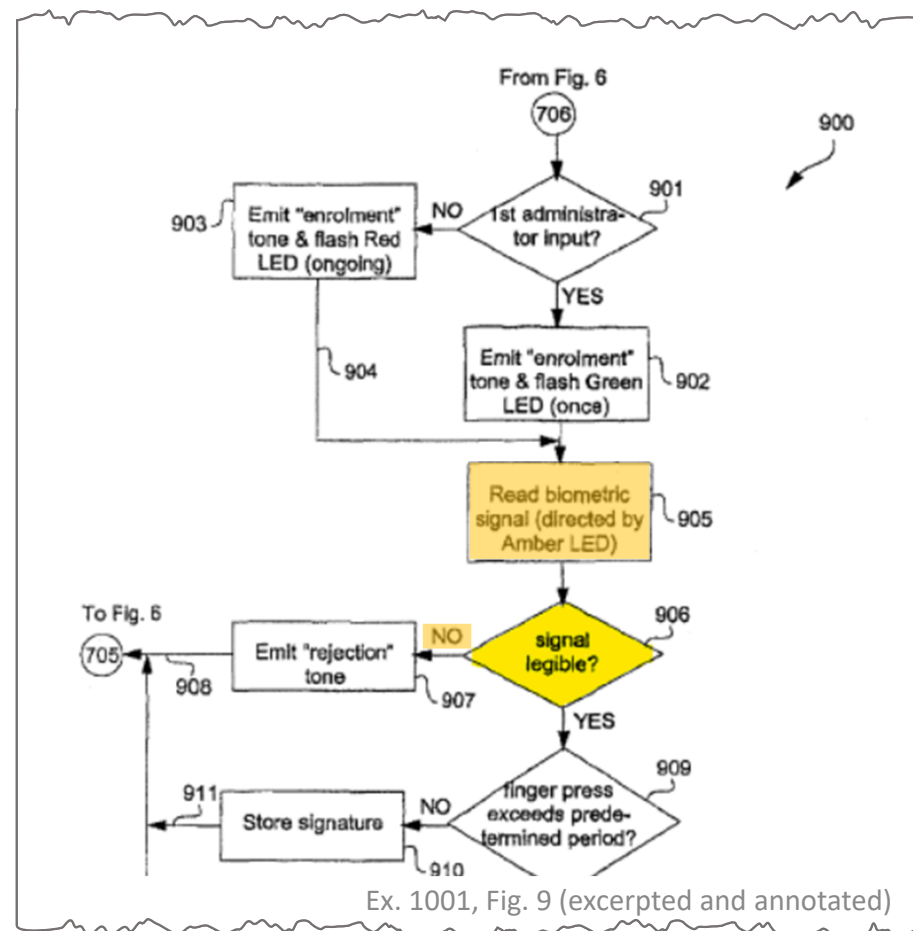 From Fig. 6
706
900
901
1st administra-
tor input?
NO
903
Emit "enrolment"
tone & flash Red
LED (ongoing)
YES
904
Emit "enrolment"
tone & flash Green
LED (once)
902
Read biometric
signal (directed by
Amber LED)
905
To Fig. 6
705
908
Emit "rejection"
tone
907
NO
signal
legible?
906
YES
911
Store signature
910
NO
finger press
exceeds prede-
termined period?
909
Ex. 1001, Fig. 9 (excerpted and annotated)